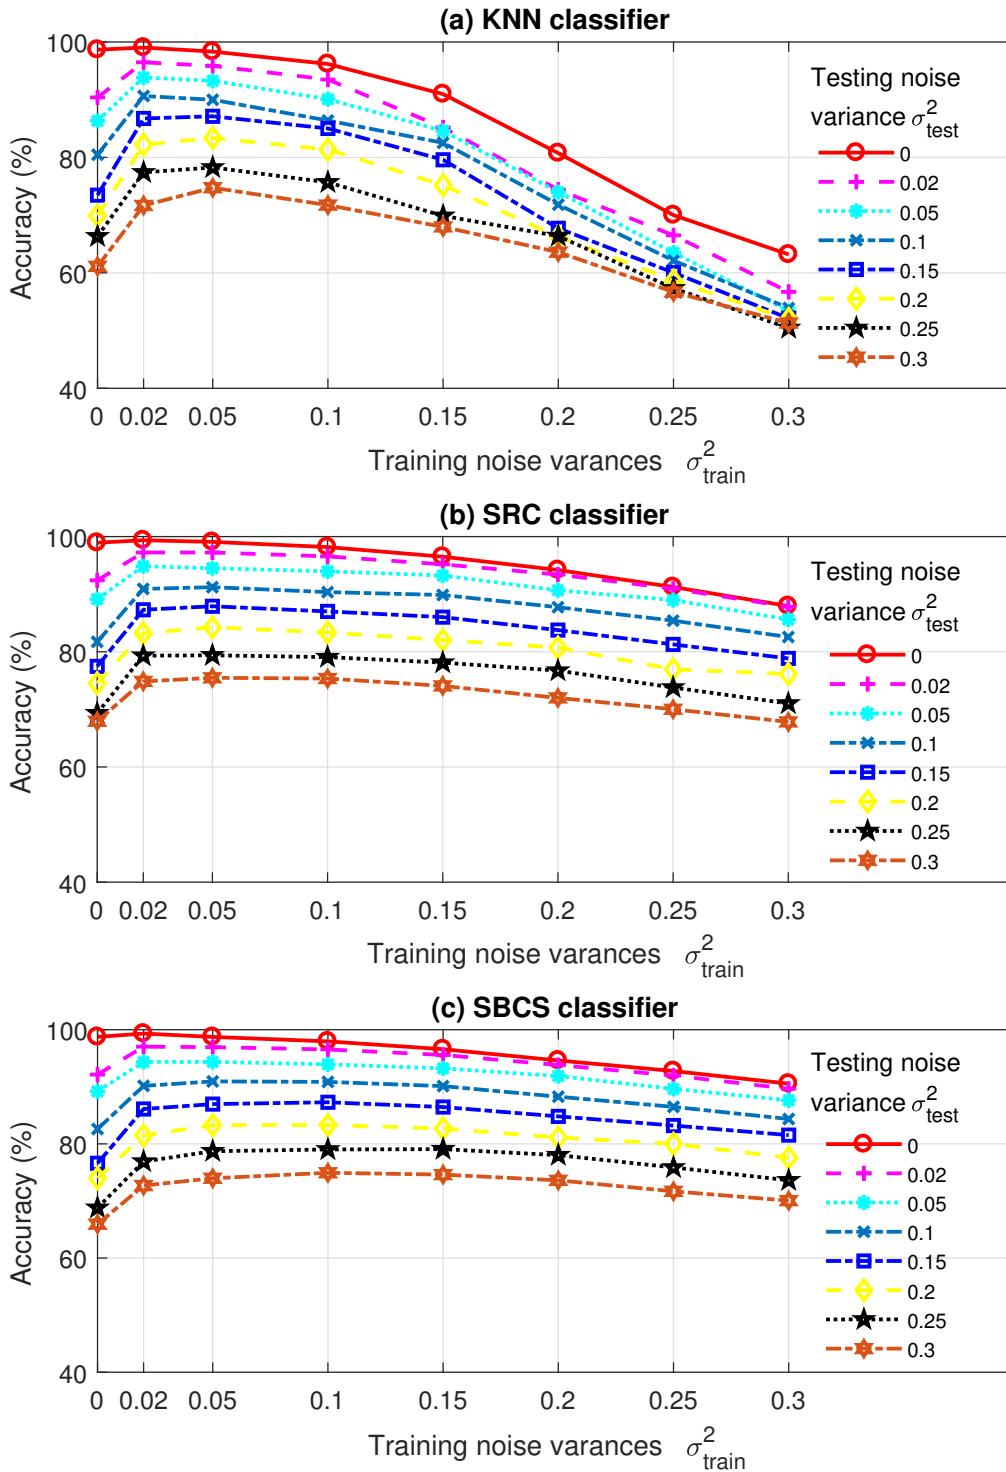 (a) KNN classifier
100
80
60
40
Accuracy (%)
0 0.02 0.05 0.1 0.15 0.2 0.25 0.3
Training noise varances σ²train
Testing noise
variance σ²test
0
0.02
0.05
0.1
0.15
0.2
0.25
0.3
(b) SRC classifier
100
80
60
40
Accuracy (%)
0 0.02 0.05 0.1 0.15 0.2 0.25 0.3
Training noise varances σ²train
Testing noise
variance σ²test
0
0.02
0.05
0.1
0.15
0.2
0.25
0.3
(c) SBCS classifier
100
80
60
40
Accuracy (%)
0 0.02 0.05 0.1 0.15 0.2 0.25 0.3
Training noise varances σ²train
Testing noise
variance σ²test
0
0.02
0.05
0.1
0.15
0.2
0.25
0.3